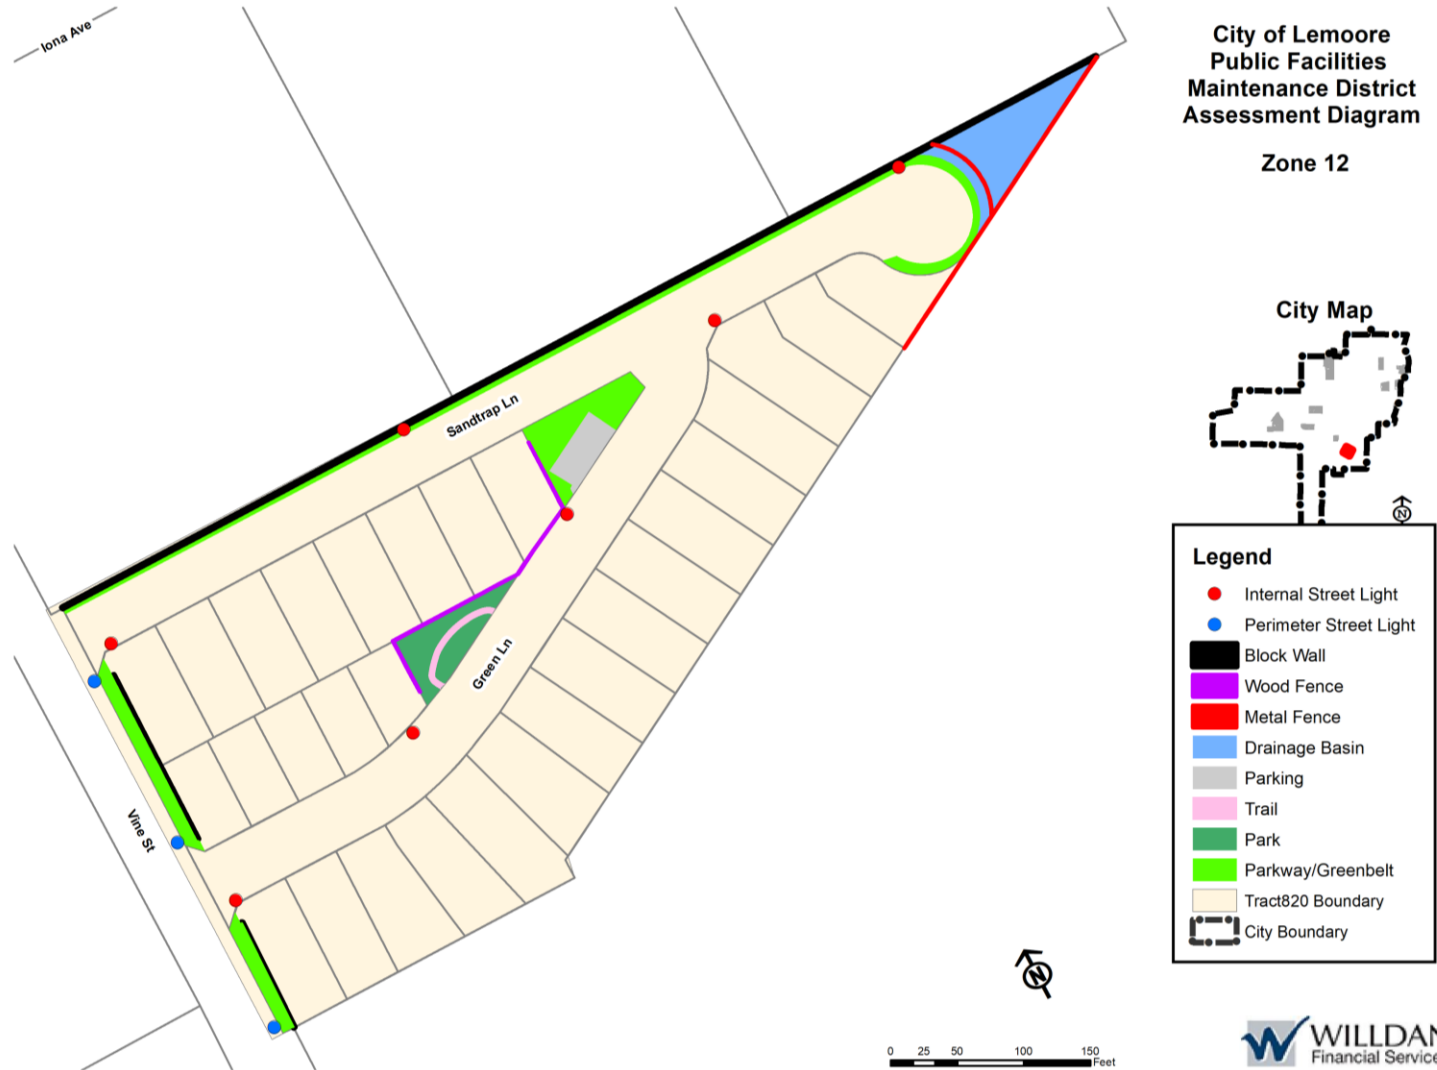 Iona Ave
City of Lemoore
Public Facilities
Maintenance District
Assessment Diagram
Zone 12
City Map
N
Sandtrap Ln
Green Ln
Vine St
Legend
Internal Street Light
Perimeter Street Light
Block Wall
Wood Fence
Metal Fence
Drainage Basin
Parking
Trail
Park
Parkway/Greenbelt
Tract820 Boundary
City Boundary
N
0 25 50 100 150
Feet
WILLDAN
Financial Service